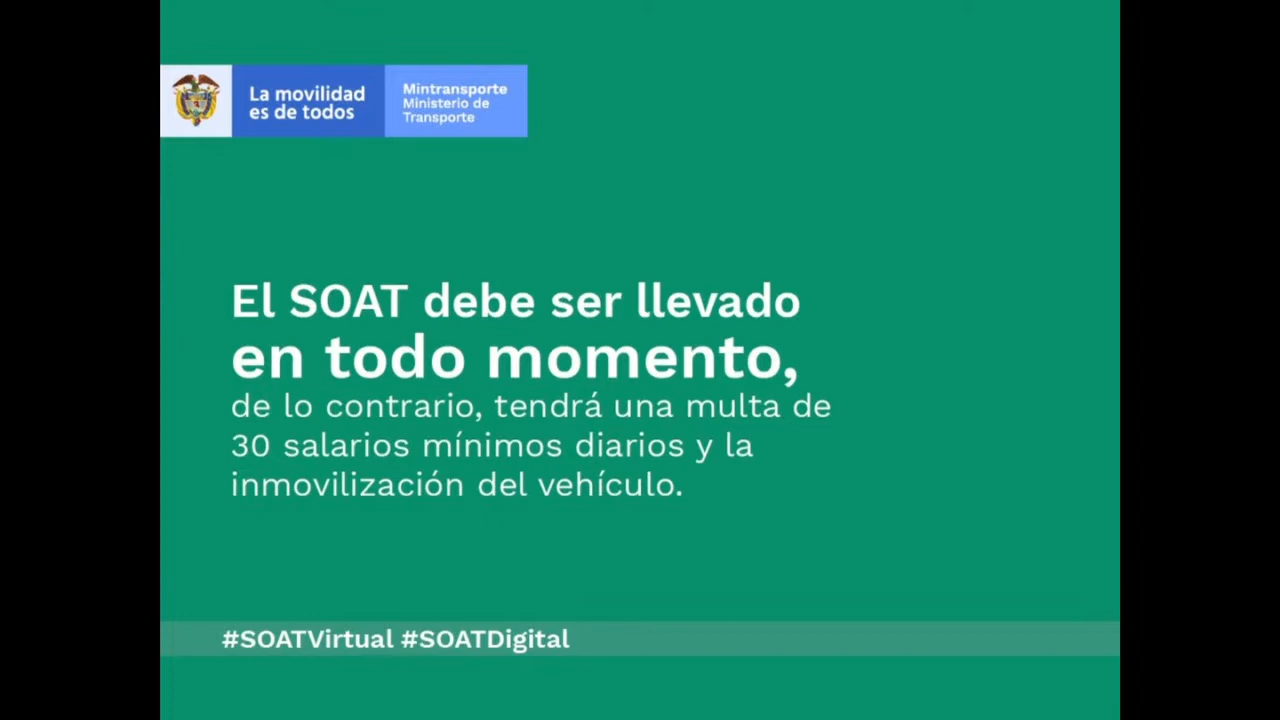 La movilidad
es de todos
Mintransporte
Ministerio de
Transporte
El SOAT debe ser llevado
en todo momento,
de lo contrario, tendrá una multa de
30 salarios mínimos diarios y la
inmovilización del vehículo.
#SOATVirtual #SOATDigital